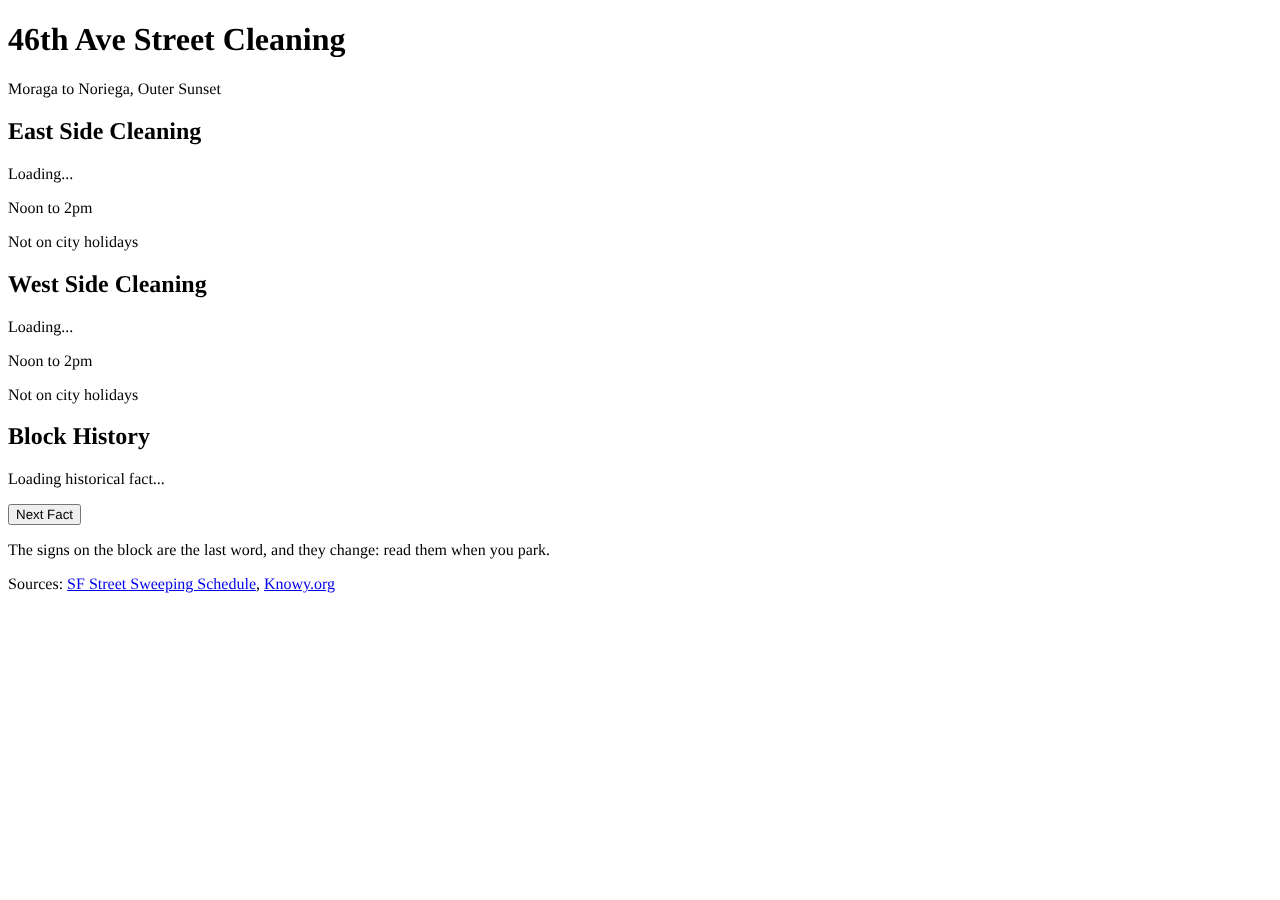 46th Ave Street Cleaning
Moraga to Noriega, Outer Sunset
East Side Cleaning
Loading...
Noon to 2pm
Not on city holidays
West Side Cleaning
Loading...
Noon to 2pm
Not on city holidays
Block History
Loading historical fact...
Next Fact
The signs on the block are the last word, and they change: read them when you park.
Sources: SF Street Sweeping Schedule, Knowy.org